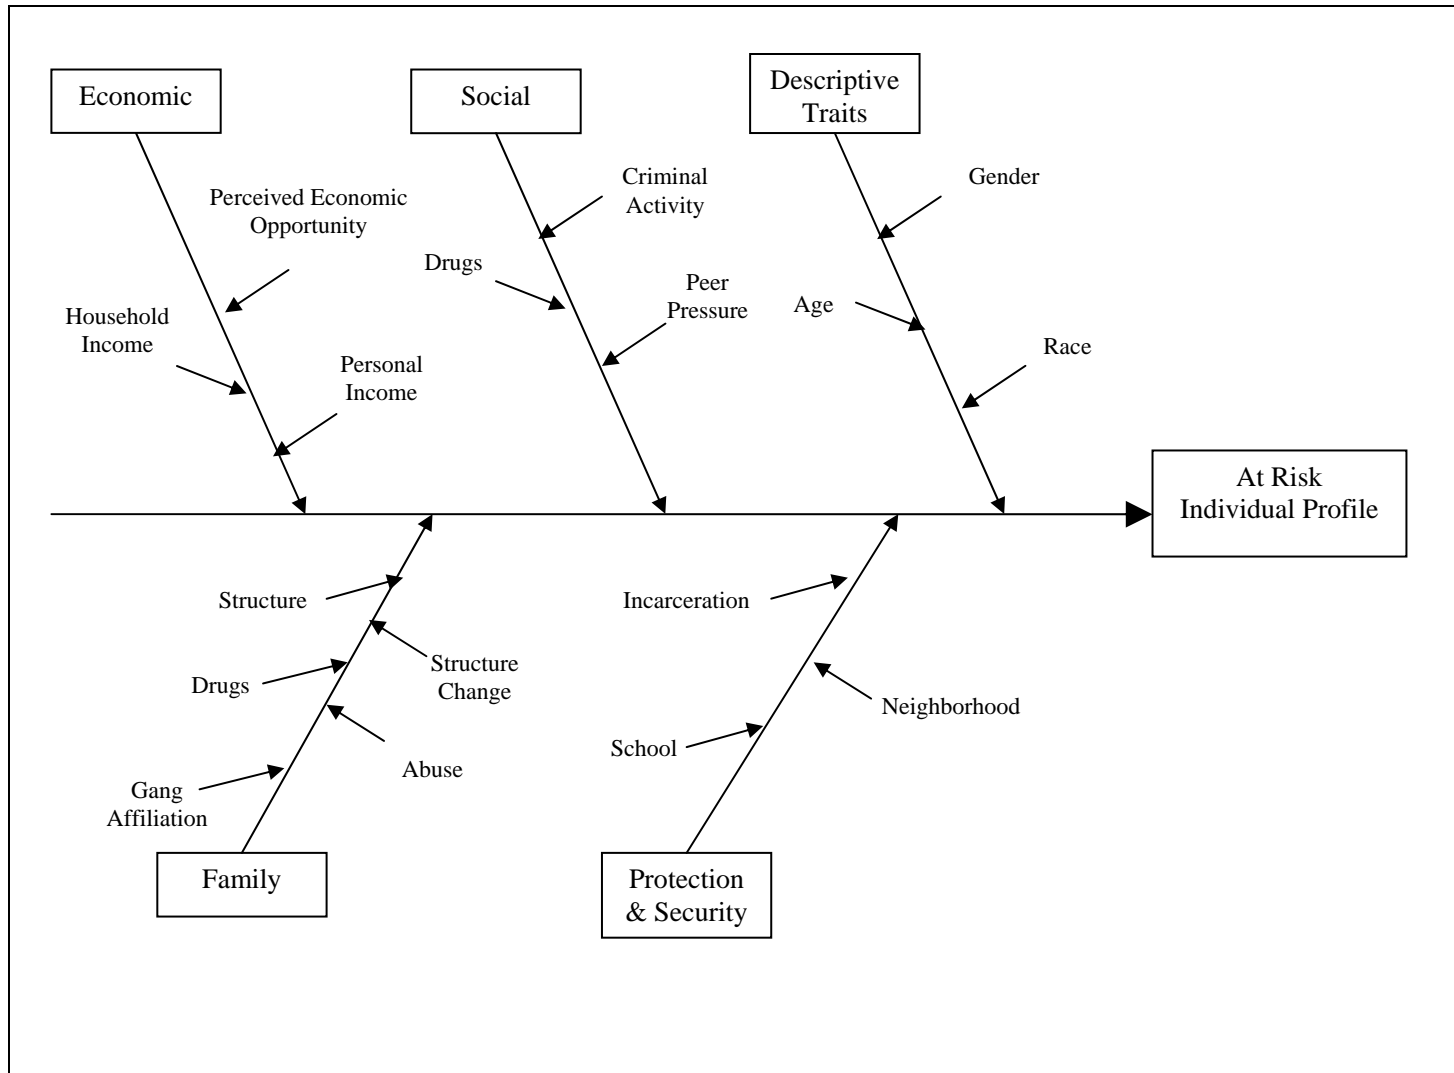 Economic
Social
Descriptive
Traits
Perceived Economic
Opportunity
Household
Income
Personal
Income
Criminal
Activity
Drugs
Peer
Pressure
Gender
Age
Race
At Risk
Individual Profile
Structure
Structure
Change
Drugs
Abuse
Gang
Affiliation
Family
Incarceration
Neighborhood
School
Protection
& Security